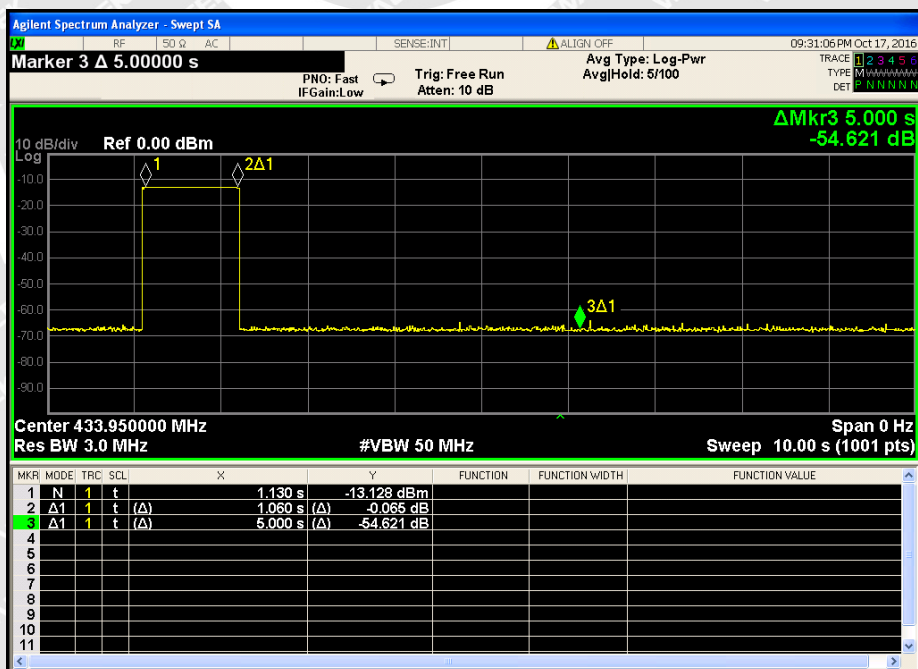 Agilent Spectrum Analyzer - Swept SA
LXI RF 50 Ω AC SENSE:INT ALIGN OFF 09:31:06 PM Oct 17, 2016
Marker 3 Δ 5.00000 s
PNO: Fast
IFGain:Low
Trig: Free Run
Atten: 10 dB
Avg Type: Log-Pwr
Avg|Hold: 5/100
TRACE 1 2 3 4 5 6
TYPE M
DET P N N N N N
ΔMkr3 5.000 s
-54.621 dB
10 dB/div Ref 0.00 dBm
Log
1
2Δ1
-10.0
-20.0
-30.0
-40.0
-50.0
-60.0
3Δ1
-70.0
-80.0
-90.0
Center 433.950000 MHz Span 0 Hz
Res BW 3.0 MHz #VBW 50 MHz Sweep 10.00 s (1001 pts)
MKR MODE TRC SCL X Y FUNCTION FUNCTION WIDTH FUNCTION VALUE
1 N 1 t 1.130 s -13.128 dBm
2 Δ1 1 t (Δ) 1.060 s (Δ) -0.065 dB
3 Δ1 1 t (Δ) 5.000 s (Δ) -54.621 dB
4
5
6
7
8
9
10
11